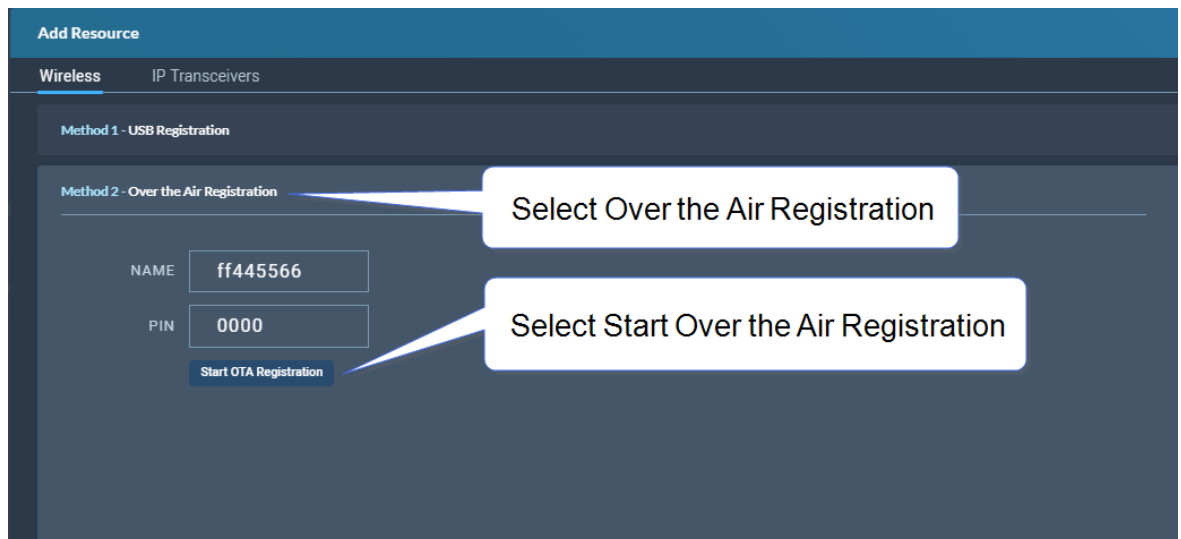 Add Resource
Wireless IP Transceivers
Method 1 - USB Registration
Method 2 - Over the Air Registration
Select Over the Air Registration
NAME ff445566
PIN 0000
Select Start Over the Air Registration
Start OTA Registration